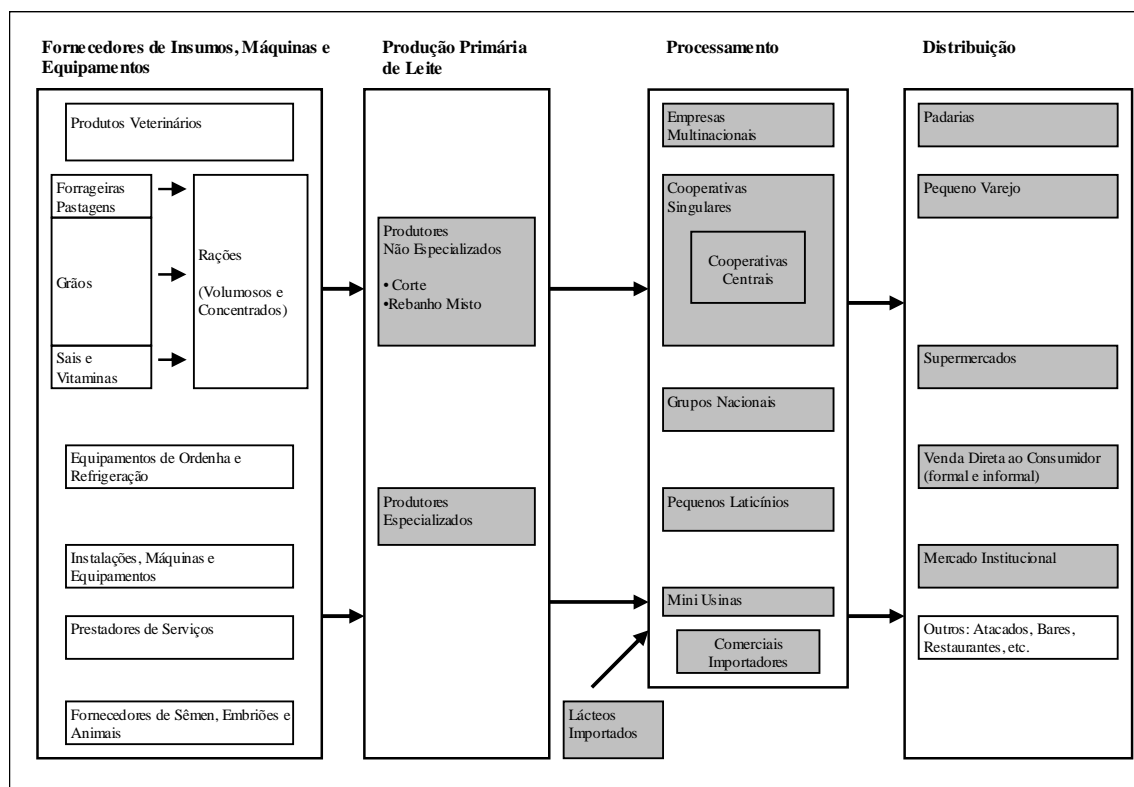 Fornecedores de Insumos, Máquinas e
Equipamentos
Produtos Veterinários
Forrageiras
Pastagens
Grãos
Sais e
Vitaminas
Rações
(Volumosos e
Concentrados)
Equipamentos de Ordenha e
Refrigeração
Instalações, Máquinas e
Equipamentos
Prestadores de Serviços
Fornecedores de Sêmen, Embriões e
Animais
Produção Primária
de Leite
Produtores
Não Especializados
• Corte
•Rebanho Misto
Produtores
Especializados
Lácteos
Importados
Processamento
Empresas
Multinacionais
Cooperativas
Singulares
Cooperativas
Centrais
Grupos Nacionais
Pequenos Laticínios
Mini Usinas
Comerciais
Importadores
Distribuição
Padarias
Pequeno Varejo
Supermercados
Venda Direta ao Consumidor
(formal e informal)
Mercado Institucional
Outros: Atacados, Bares,
Restaurantes, etc.